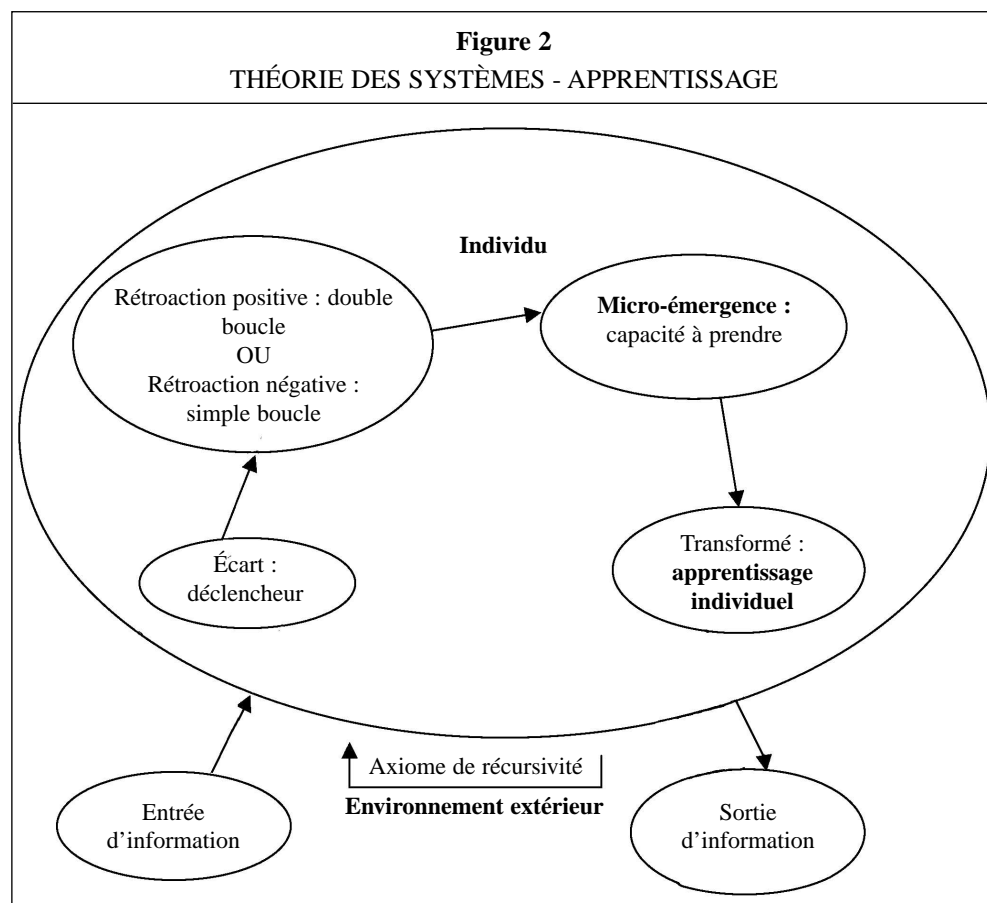 Figure 2
THÉORIE DES SYSTÈMES - APPRENTISSAGE
Individu
Rétroaction positive : double
boucle
OU
Rétroaction négative :
simple boucle
Micro-émergence :
capacité à prendre
Écart :
déclencheur
Transformé :
apprentissage
individuel
Axiome de récursivité
Environnement extérieur
Entrée
d’information
Sortie
d’information